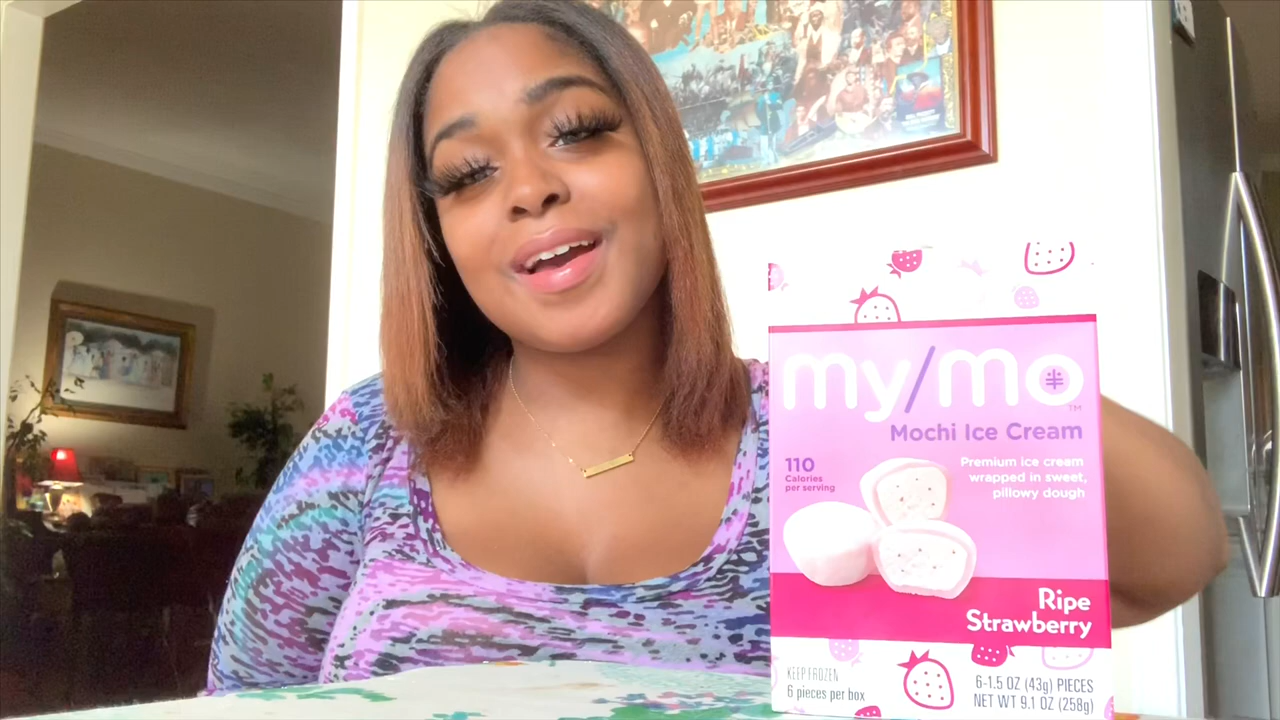 my/mo
TM
Mochi Ice Cream
110
Calories
per serving
Premium ice cream
wrapped in sweet,
pillowy dough
Ripe
Strawberry
KEEP FROZEN
6 pieces per box
6-1.5 OZ (43g) PIECES
NET WT 9.1 OZ (258g)